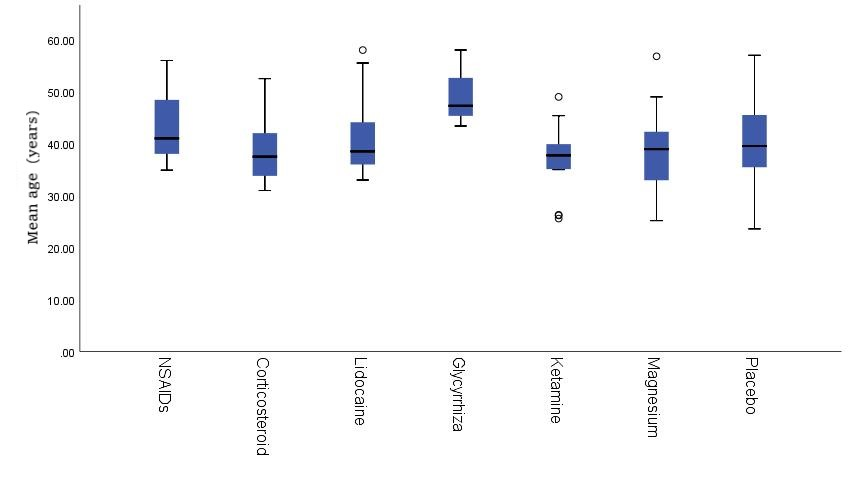 Mean age (years)
60.00
50.00
40.00
30.00
20.00
10.00
.00
NSAIDs
Corticosteroid
Lidocaine
Glycyrrhiza
Ketamine
Magnesium
Placebo